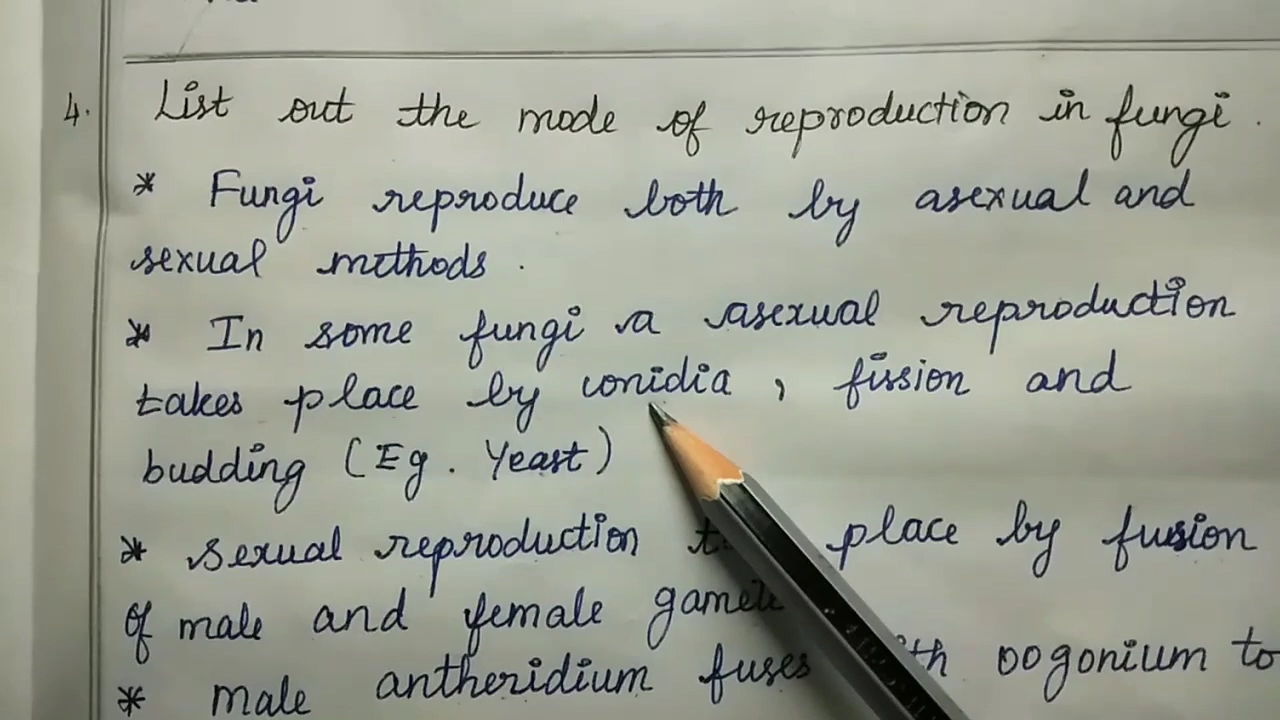 4. List out the mode of reproduction in fungi.
* Fungi reproduce both by asexual and
sexual methods.
* In some fungi a asexual reproduction
takes place by conidia, fission and
budding (Eg. Yeast)
* Sexual reproduction place by fusion
of male and female gamete
* male antheridium fuses oogonium to